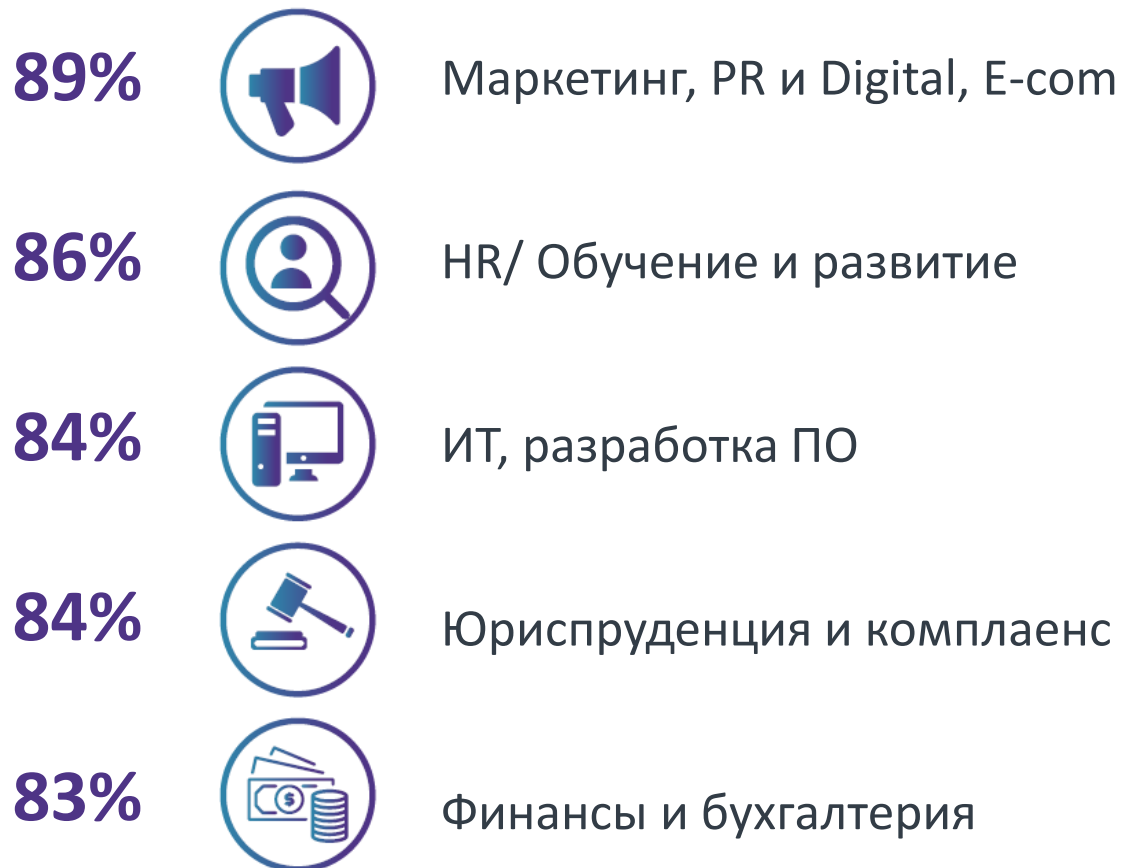 89% Маркетинг, PR и Digital, E-com
86% HR/ Обучение и развитие
84% ИТ, разработка ПО
84% Юриспруденция и комплаенс
83% Финансы и бухгалтерия